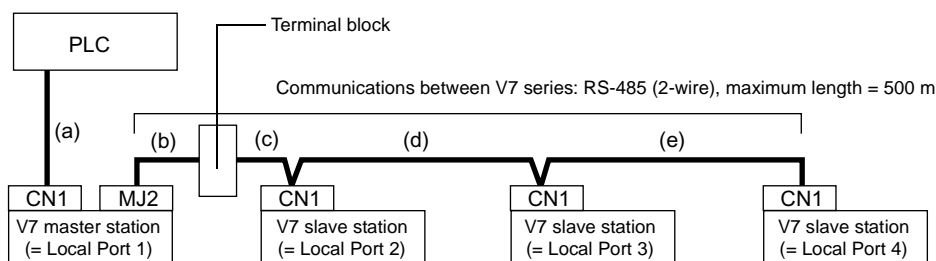 Terminal block
PLC
Communications between V7 series: RS-485 (2-wire), maximum length = 500 m
(a)
(b)
(c)
(d)
(e)
CN1
MJ2
CN1
CN1
CN1
V7 master station
(= Local Port 1)
V7 slave station
(= Local Port 2)
V7 slave station
(= Local Port 3)
V7 slave station
(= Local Port 4)